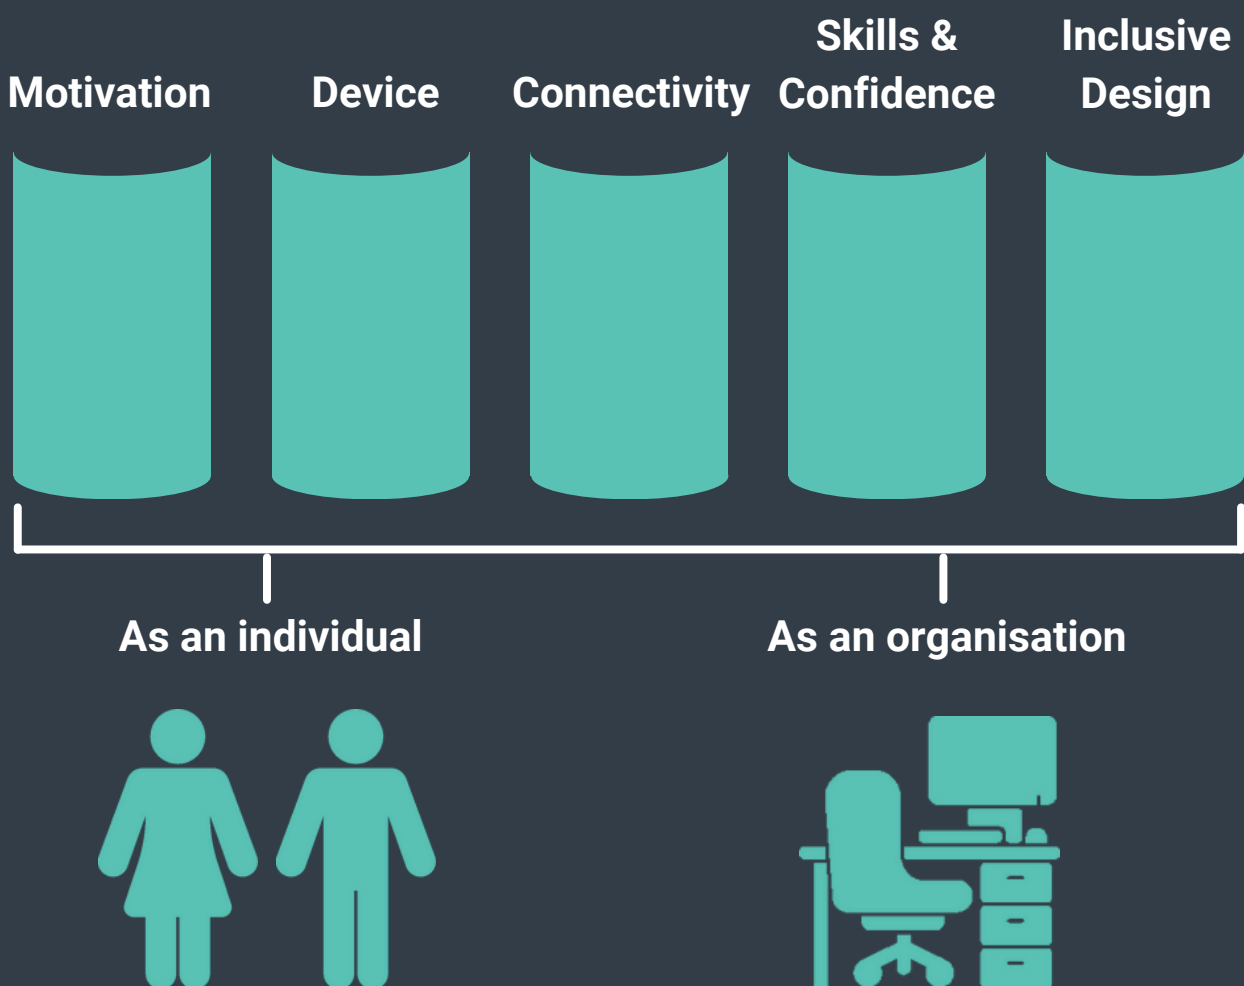 Motivation
Device
Connectivity
Skills &
Confidence
Inclusive
Design
As an individual
As an organisation